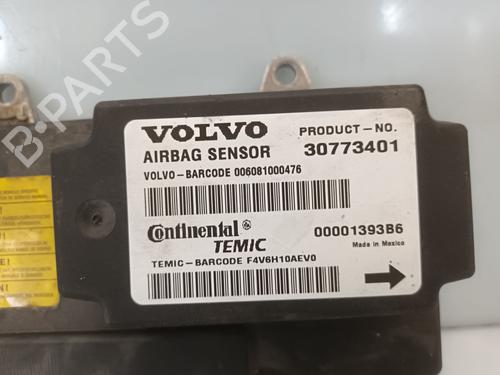 B-PARTS
VOLVO
PRODUCT-NO.
AIRBAG SENSOR
30773401
VOLVO-BARCODE 006081000476
Continental
TEMIC
00001393B6
Made in Mexico
TEMIC-BARCODE F4V6H10AEV0